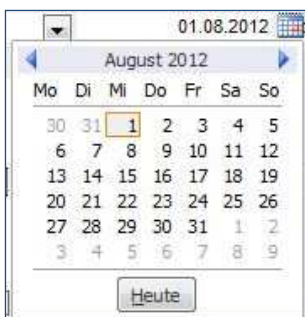 01.08.2012
August 2012
Mo Di Mi Do Fr Sa So
30 31 1 2 3 4 5
6 7 8 9 10 11 12
13 14 15 16 17 18 19
20 21 22 23 24 25 26
27 28 29 30 31 1 2
3 4 5 6 7 8 9
Heute